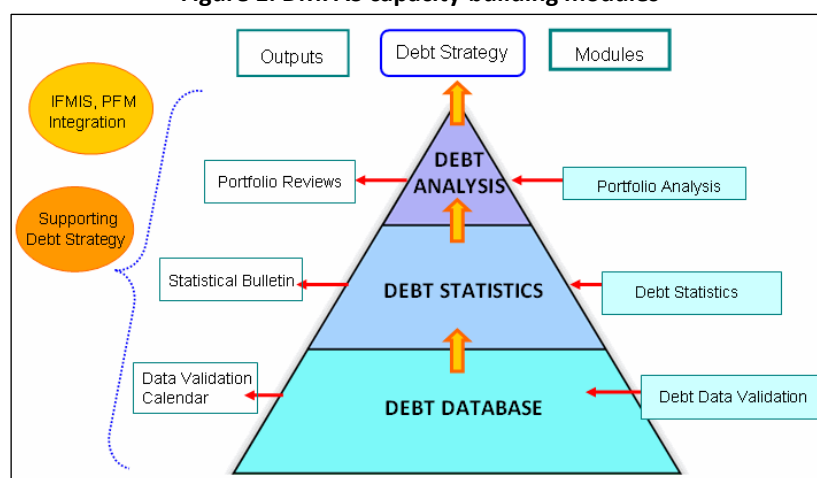 Outputs
Debt Strategy
Modules
IFMIS, PFM
Integration
DEBT
ANALYSIS
Portfolio Reviews
Portfolio Analysis
Supporting
Debt Strategy
Statistical Bulletin
DEBT STATISTICS
Debt Statistics
Data Validation
Calendar
DEBT DATABASE
Debt Data Validation